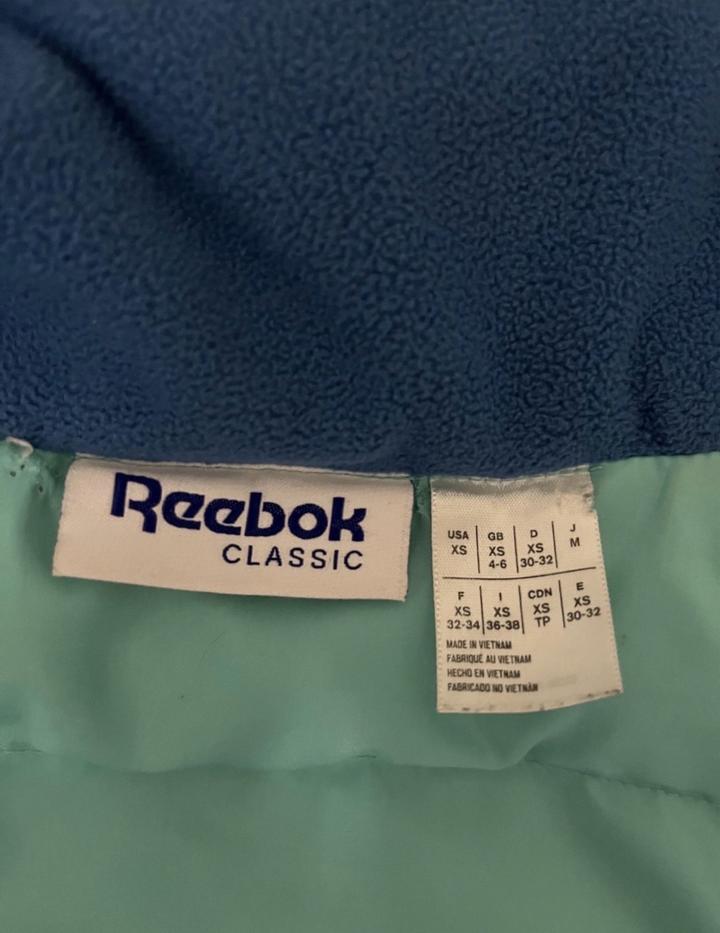 Reebok
CLASSIC
USA GB D J
XS XS XS M
4-6 30-32
F I CDN E
XS XS XS XS
32-34 36-38 TP 30-32
MADE IN VIETNAM
FABRIQUÉ AU VIETNAM
HECHO EN VIETNAM
FABRICADO NO VIETNÃN